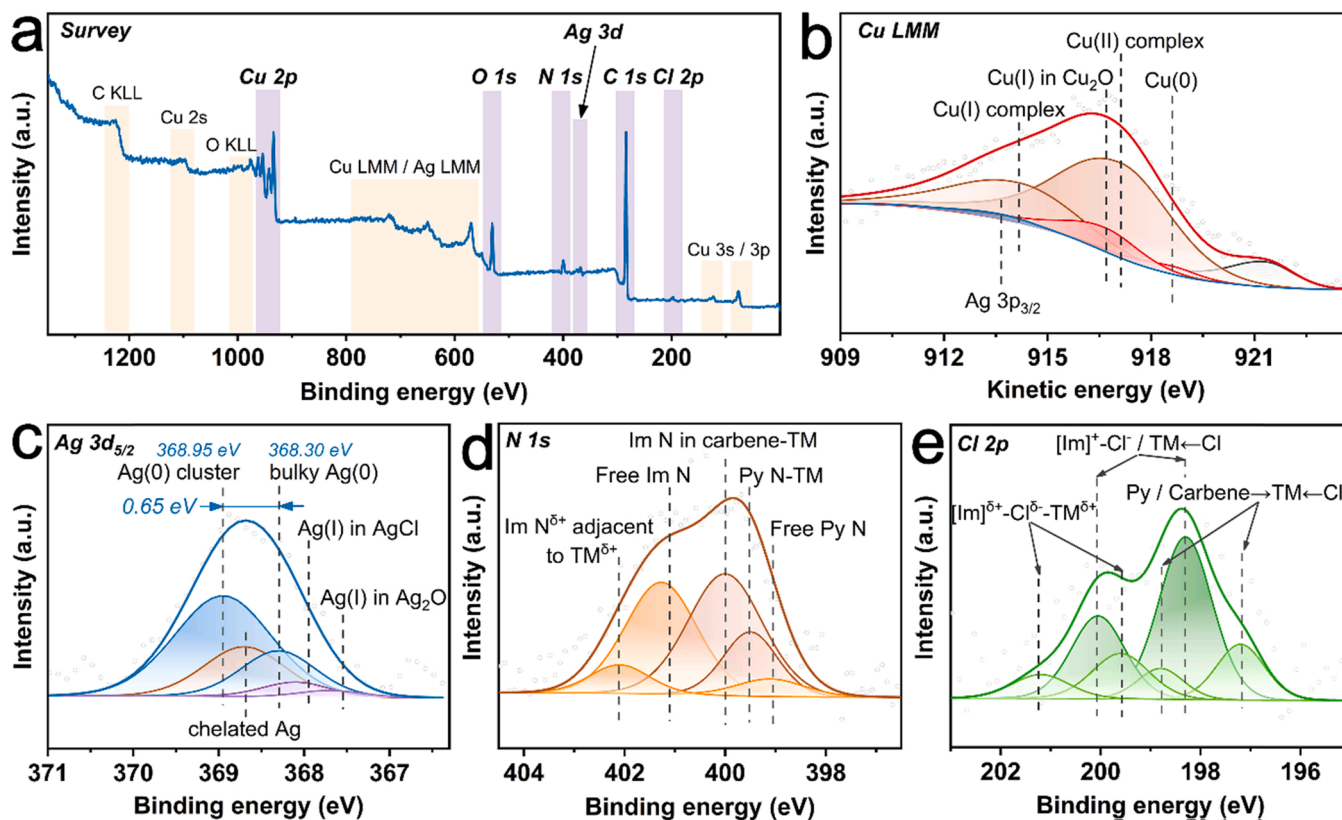 a
Survey
Ag 3d
Cu 2p
O 1s
N 1s
C 1s
Cl 2p
C KLL
Cu 2s
O KLL
Cu LMM / Ag LMM
Cu 3s / 3p
Intensity (a.u.)
1200
1000
800
600
400
200
Binding energy (eV)
b
Cu LMM
Cu(II) complex
Cu(I) in Cu₂O
Cu(0)
Cu(I) complex
Ag 3p₃/₂
Intensity (a.u.)
909
912
915
918
921
Kinetic energy (eV)
c
Ag 3d₅/₂
368.95 eV
368.30 eV
Ag(0) cluster
bulky Ag(0)
0.65 eV
Ag(I) in AgCl
Ag(I) in Ag₂O
chelated Ag
Intensity (a.u.)
371
370
369
368
367
Binding energy (eV)
d
N 1s
Im N in carbene-TM
Free Im N
Py N-TM
Im Nᵟ⁺ adjacent
to TMᵟ⁺
Free Py N
Intensity (a.u.)
404
402
400
398
Binding energy (eV)
e
Cl 2p
[Im]⁺-Cl⁻ / TM←Cl
Py / Carbene→TM←Cl
[Im]ᵟ⁺-Clᵟ⁻-TMᵟ⁺
Intensity (a.u.)
202
200
198
196
Binding energy (eV)